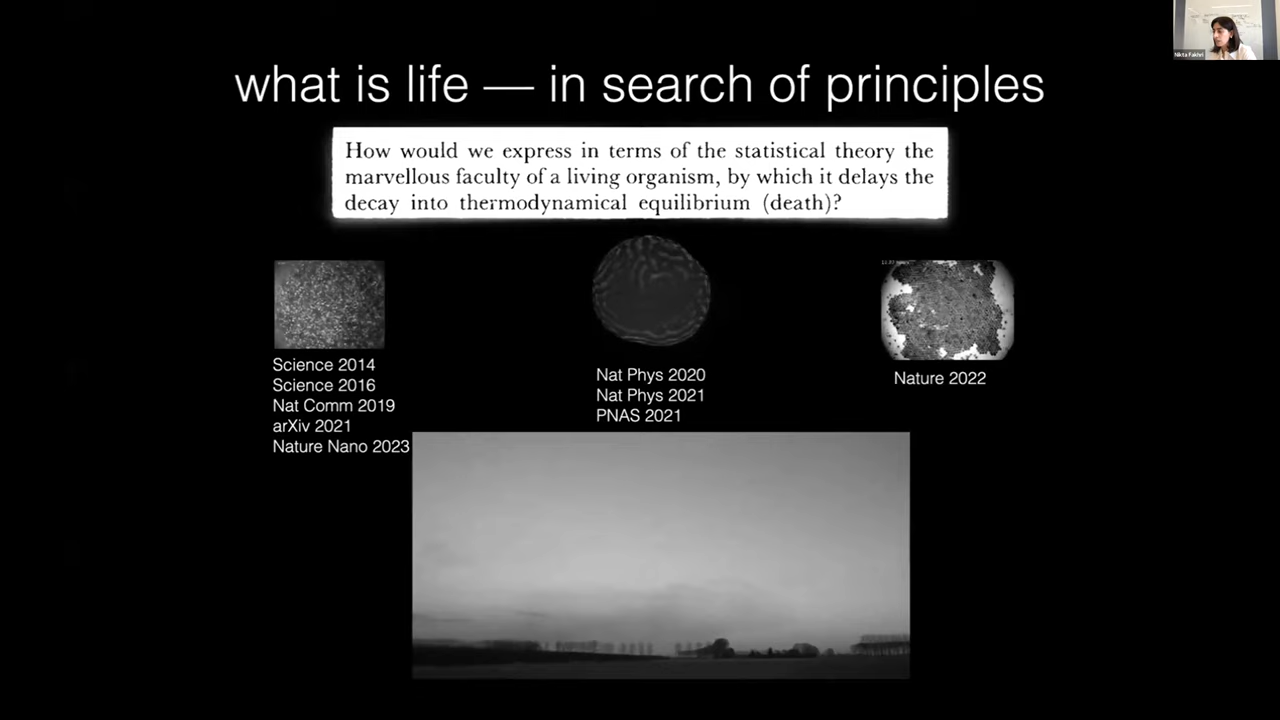 Nikta Fakhri
what is life — in search of principles
How would we express in terms of the statistical theory the
marvellous faculty of a living organism, by which it delays the
decay into thermodynamical equilibrium (death)?
Science 2014
Science 2016
Nat Comm 2019
arXiv 2021
Nature Nano 2023
Nat Phys 2020
Nat Phys 2021
PNAS 2021
Nature 2022